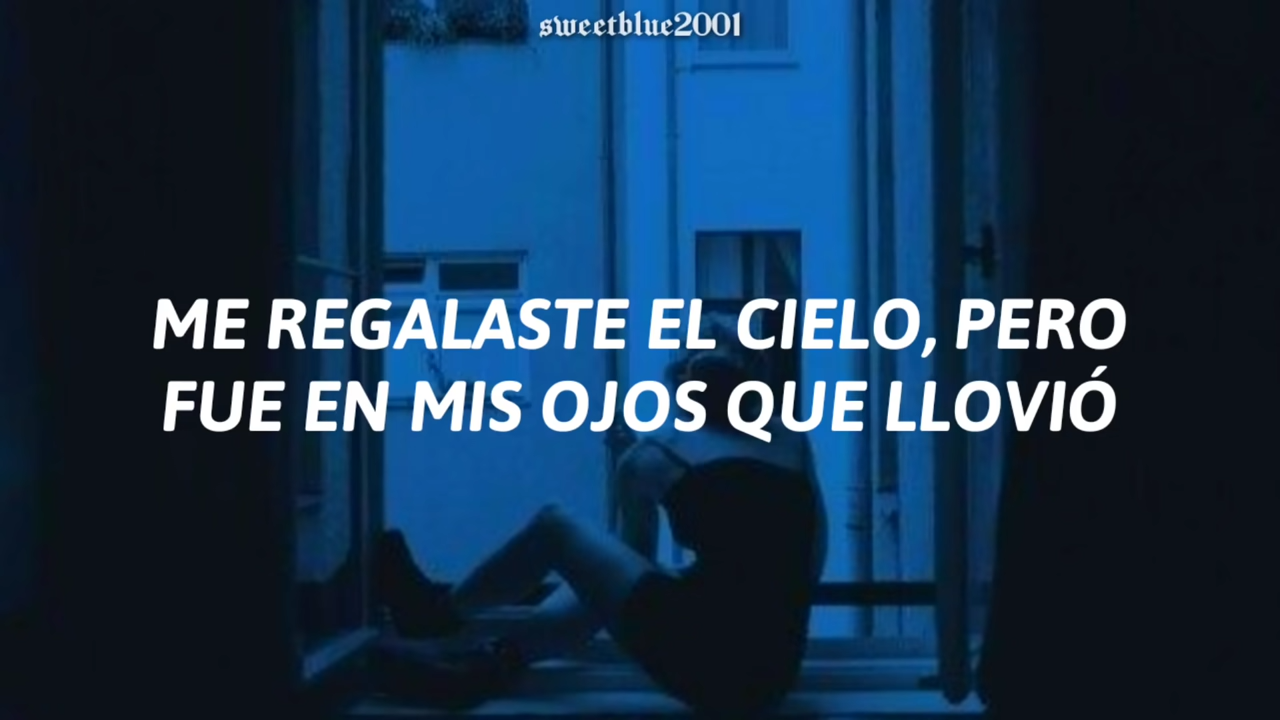 sweetblue2001
ME REGALASTE EL CIELO, PERO
FUE EN MIS OJOS QUE LLOVIÓ